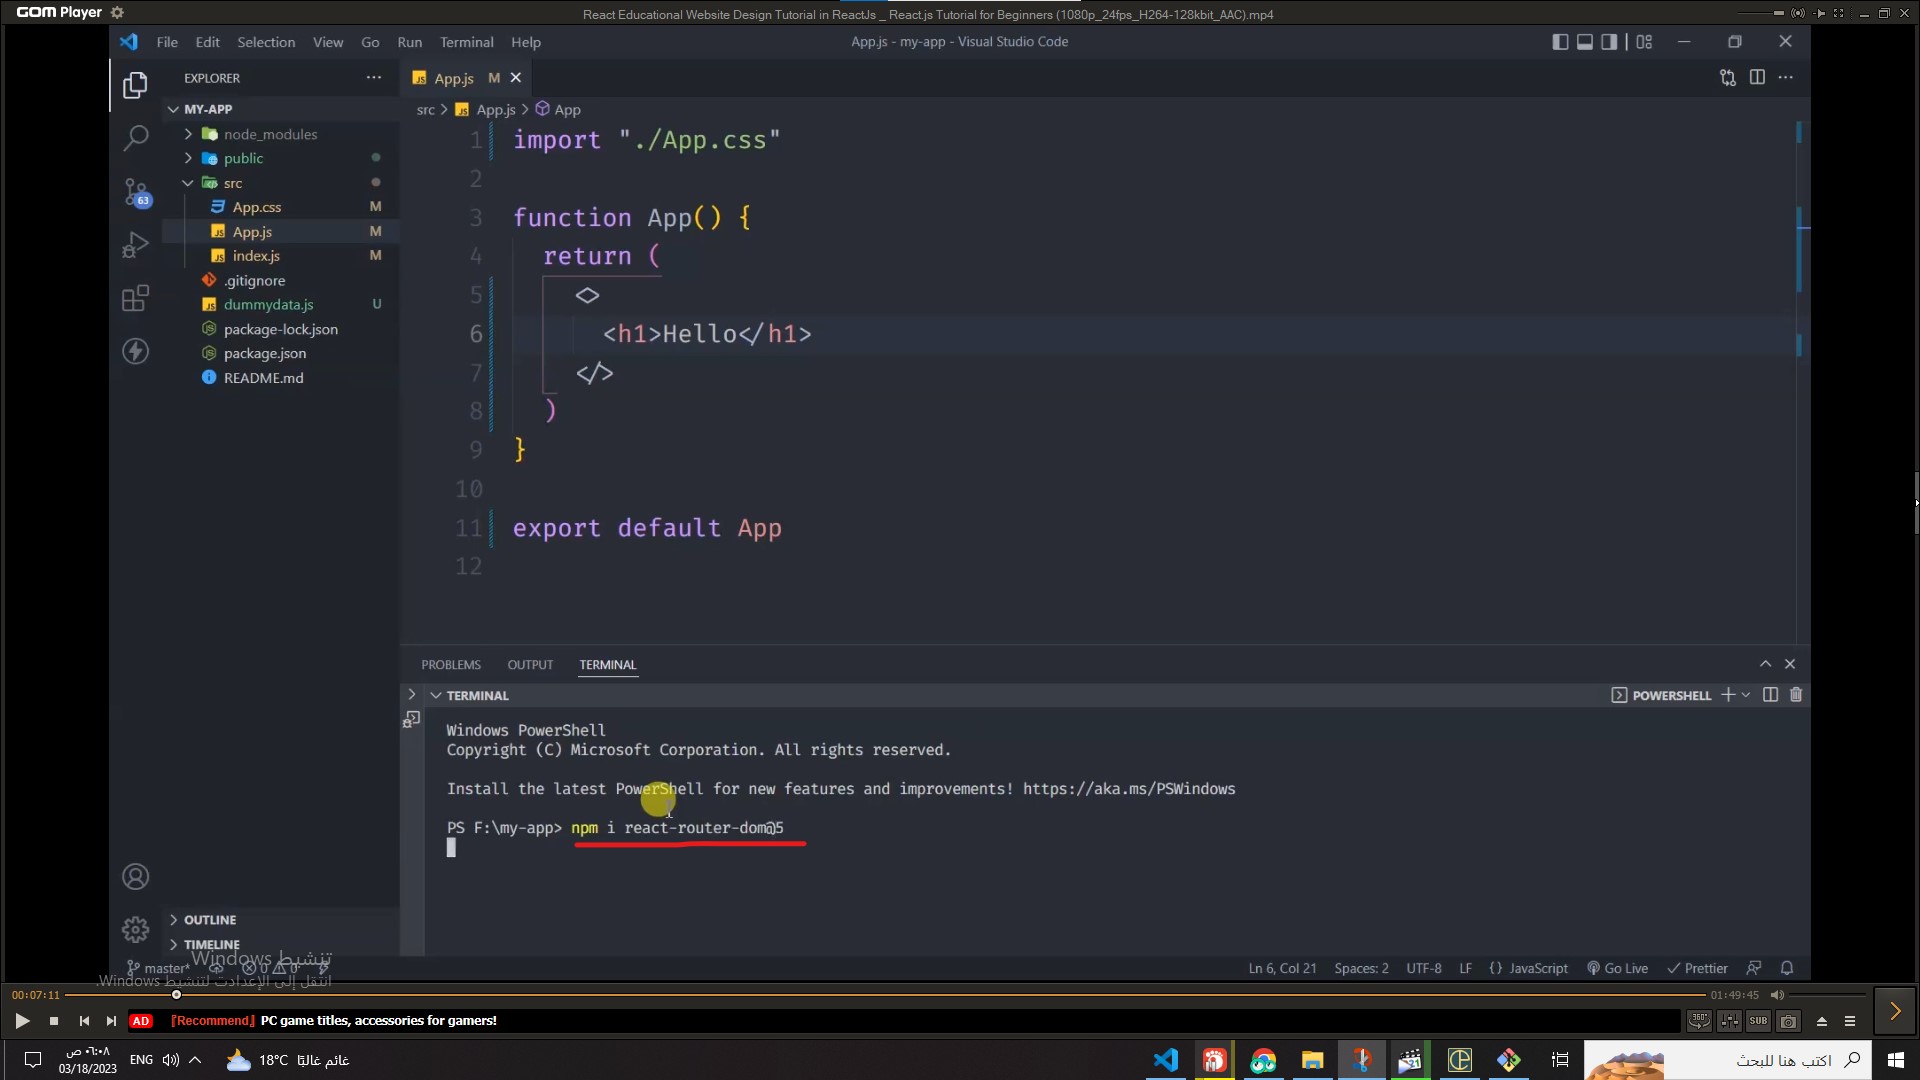 GOM Player
React Educational Website Design Tutorial in ReactJs _ React.js Tutorial for Beginners (1080p_24fps_H264-128kbit_AAC).mp4
File Edit Selection View Go Run Terminal Help
App.js - my-app - Visual Studio Code
EXPLORER
App.js M
MY-APP
src > App.js > App
node_modules
public
src
App.css M
App.js M
index.js M
.gitignore
dummydata.js U
package-lock.json
package.json
README.md
63
1 import "./App.css"
2
3 function App() {
4 return (
5 <>
6 <h1>Hello</h1>
7 </>
8 )
9 }
10
11 export default App
12
PROBLEMS OUTPUT TERMINAL
TERMINAL
POWERSHELL
Windows PowerShell
Copyright (C) Microsoft Corporation. All rights reserved.
Install the latest PowerShell for new features and improvements! https://aka.ms/PSWindows
PS F:\my-app> npm i react-router-dom@5
OUTLINE
TIMELINE
تنشيط Windows
انتقل إلى الإعدادات لتنشيط Windows.
master* 0 0
Ln 6, Col 21 Spaces: 2 UTF-8 LF {} JavaScript Go Live Prettier
00:07:11
01:49:45
AD [Recommend] PC game titles, accessories for gamers!
360° SUB
٠٦:٠٨ ص
03/18/2023
ENG
18°C غائم غالبًا
اكتب هنا للبحث